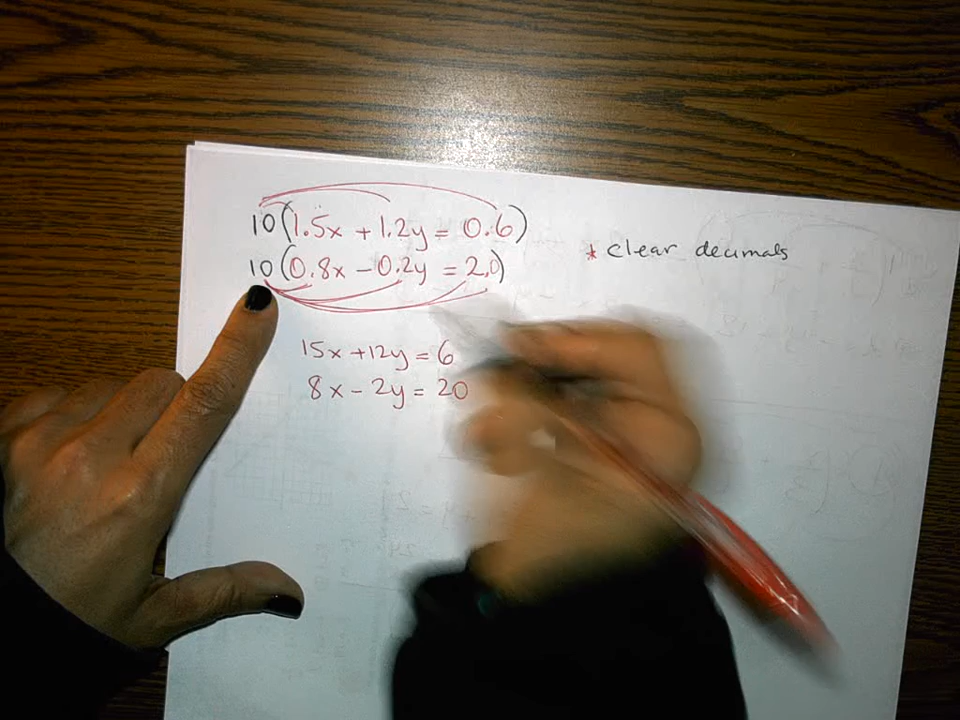 10(1.5x + 1.2y = 0.6)
10(0.8x - 0.2y = 2.0)
* clear decimals
15x + 12y = 6
8x - 2y = 20